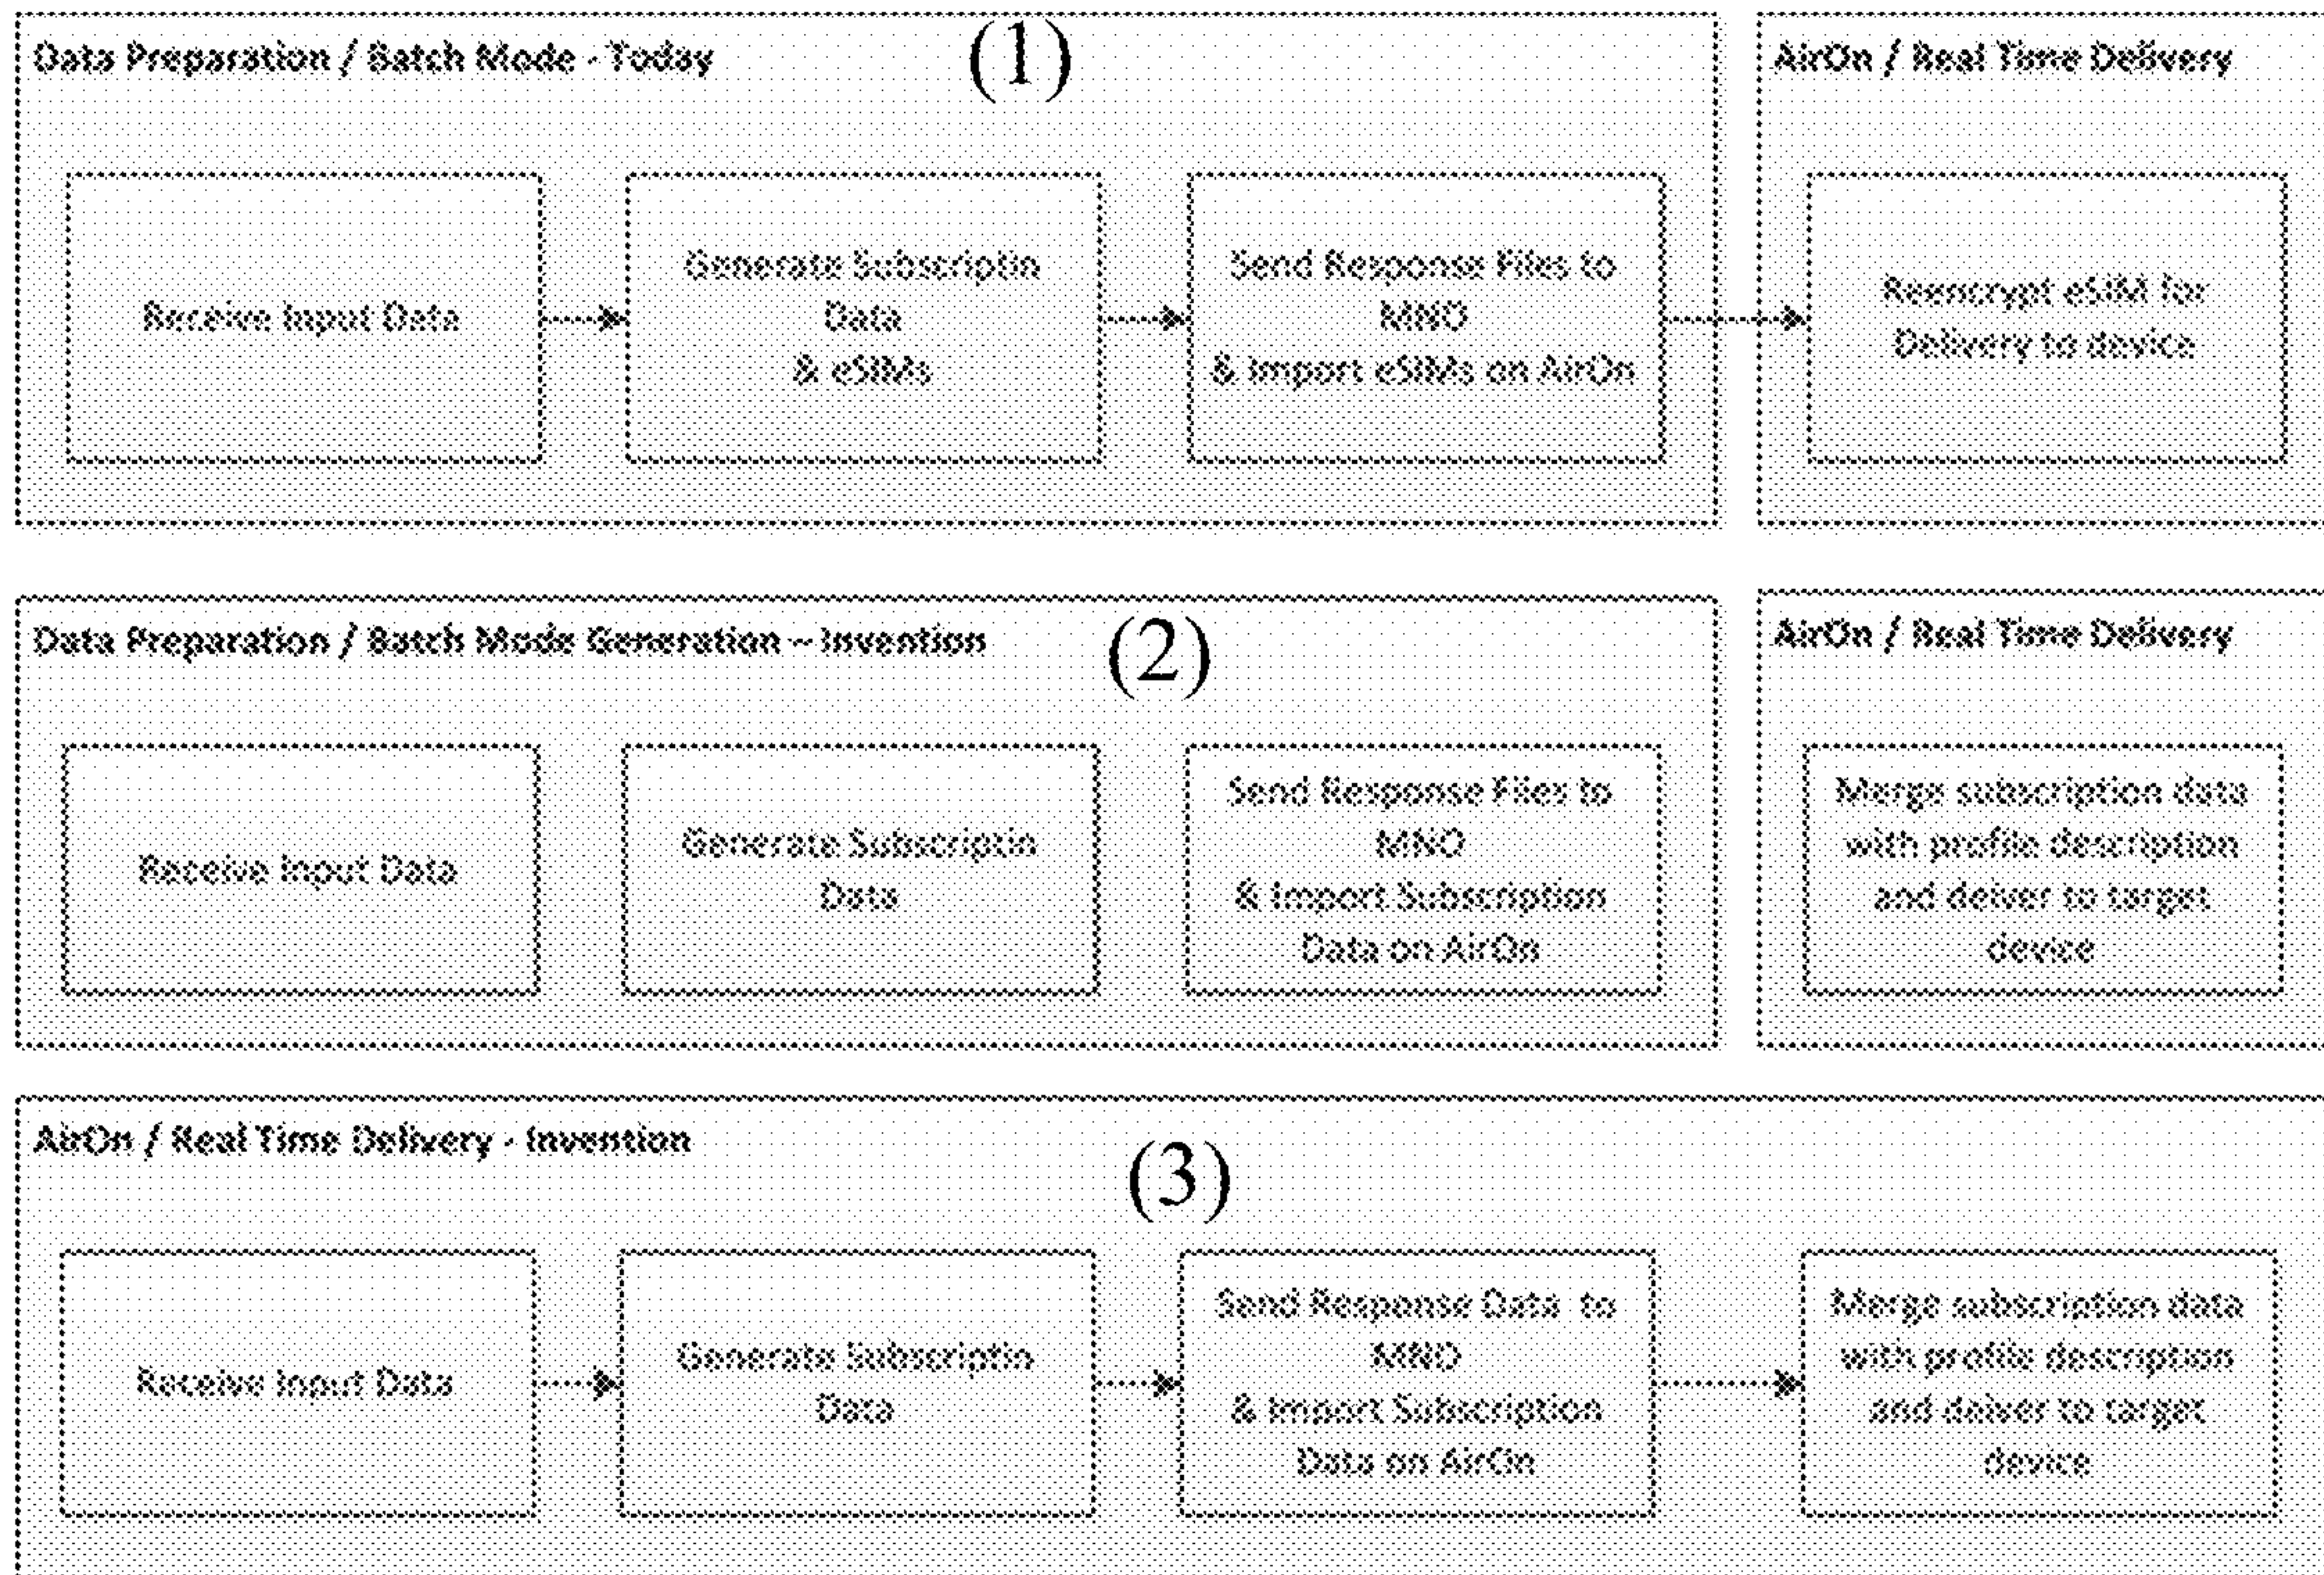 Data Preparation / Batch Mode - Today
(1)
AirOn / Real Time Delivery
Receive Input Data
Generate Subscriptin
Data
& eSIMs
Send Response Files to
MNO
& Import eSIMs on AirOn
Reencrypt eSIM for
Delivery to device
Data Preparation / Batch Mode Generation – Invention
(2)
AirOn / Real Time Delivery
Receive Input Data
Generate Subscriptin
Data
Send Response Files to
MNO
& Import Subscription
Data on AirOn
Merge subscription data
with profile description
and deiver to target
device
AirOn / Real Time Delivery - Invention
(3)
Receive Input Data
Generate Subscriptin
Data
Send Response Data to
MNO
& Import Subscription
Data on AirOn
Merge subscription data
with profile description
and deiver to target
device